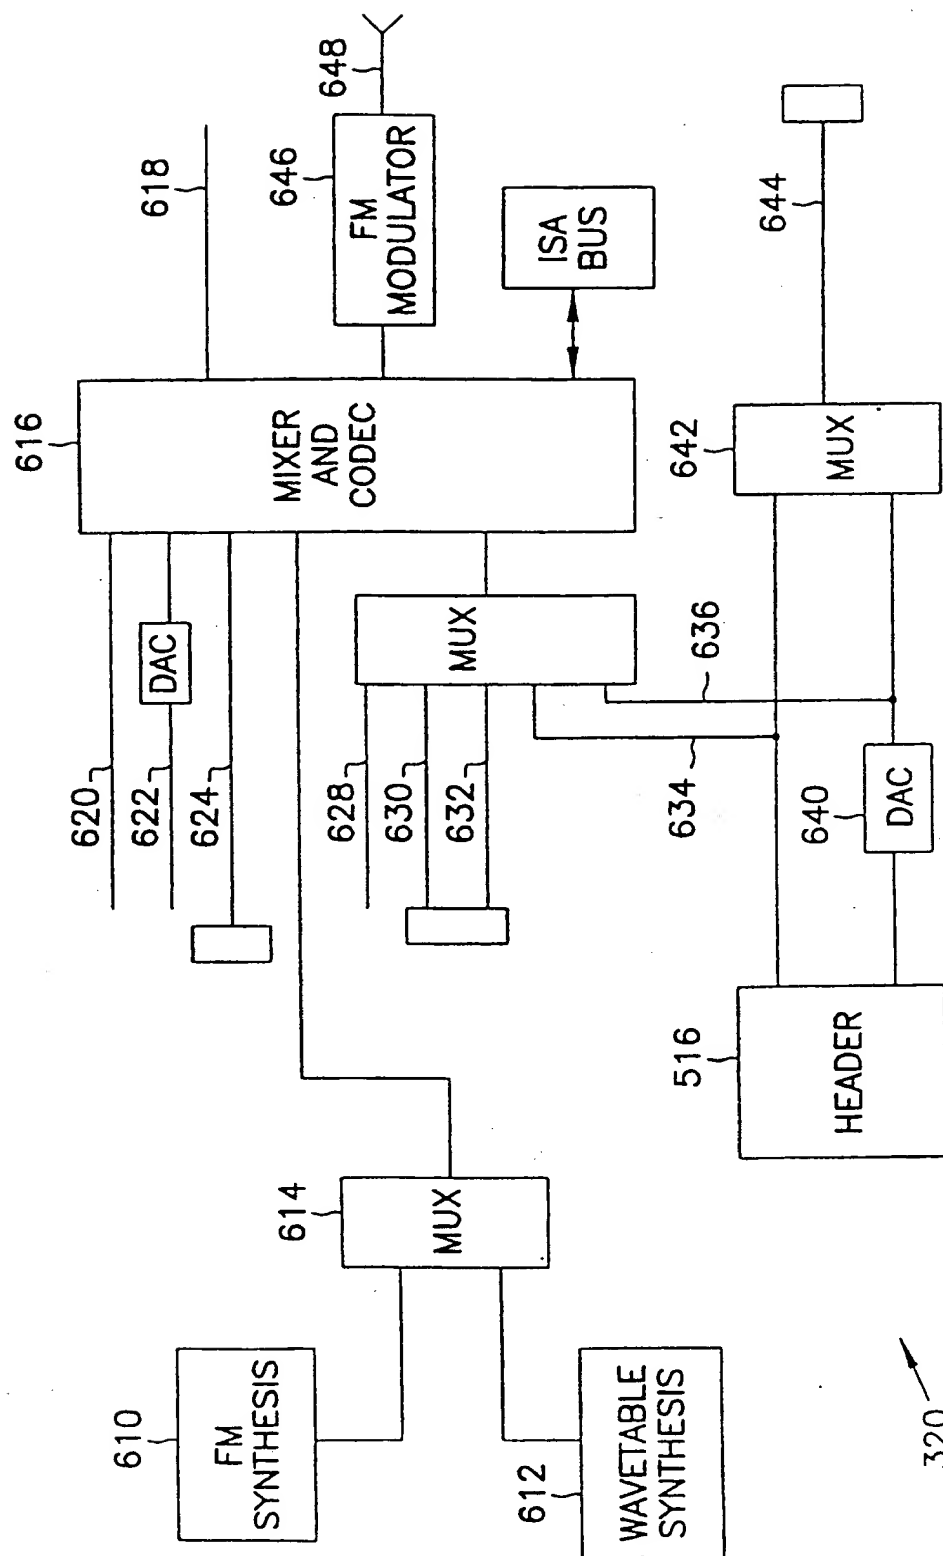 610
FM
SYNTHESIS
612
WAVETABLE
SYNTHESIS
614
MUX
620
622
DAC
624
616
MIXER
AND
CODEC
618
646
FM
MODULATOR
648
ISA
BUS
628
630
632
MUX
634
636
516
HEADER
640
DAC
642
MUX
644
320